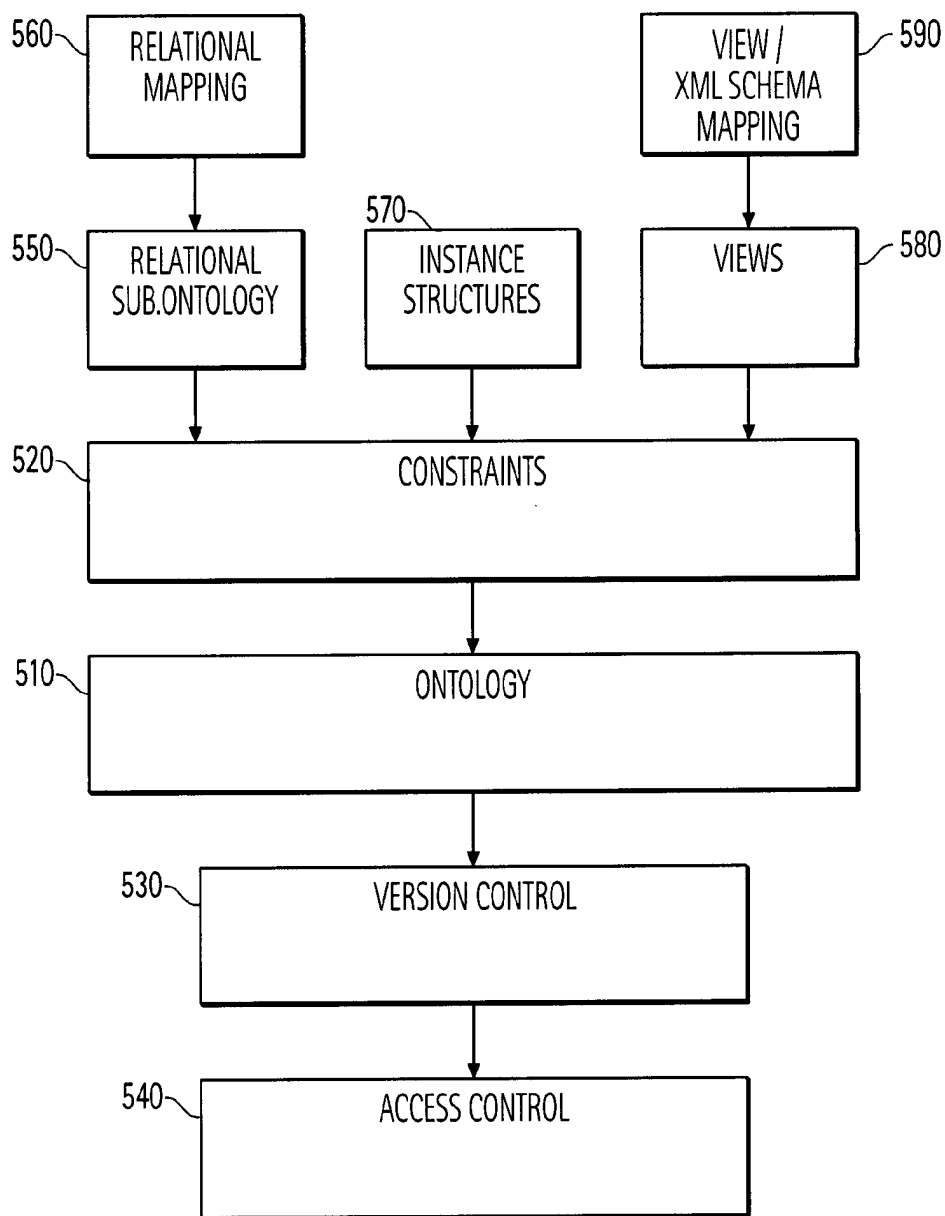 560
RELATIONAL
MAPPING
590
VIEW /
XML SCHEMA
MAPPING
550
RELATIONAL
SUB.ONTOLOGY
570
INSTANCE
STRUCTURES
580
VIEWS
520
CONSTRAINTS
510
ONTOLOGY
530
VERSION CONTROL
540
ACCESS CONTROL